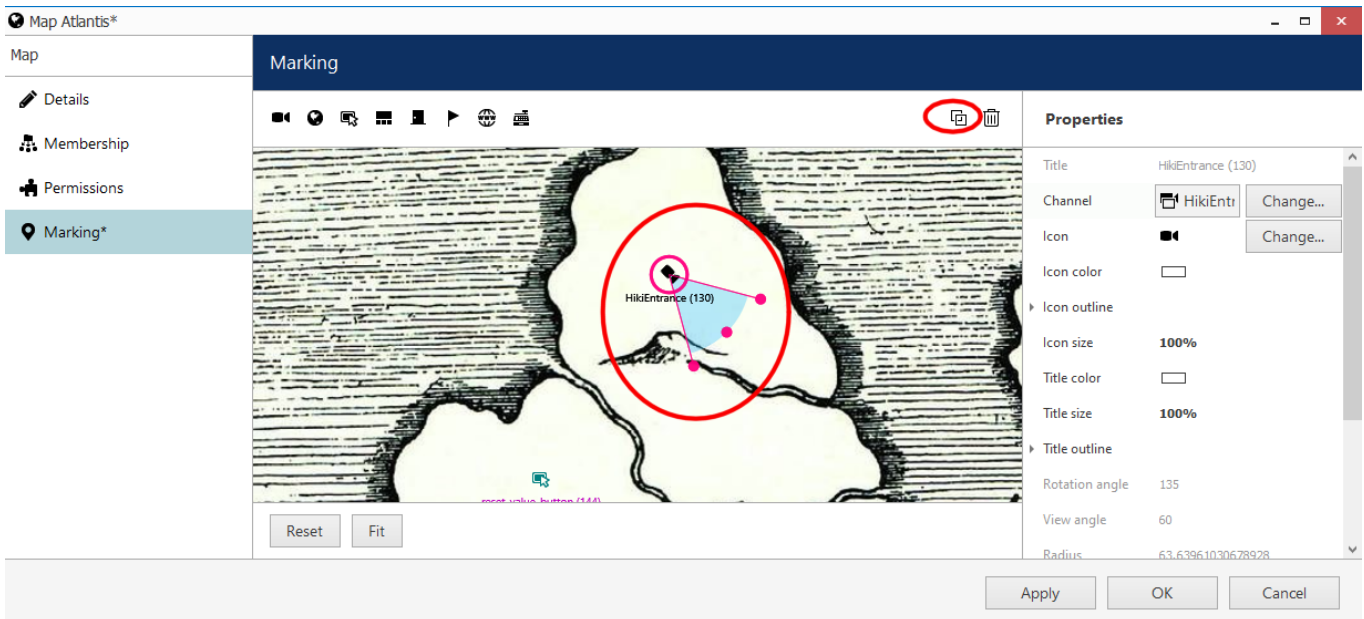 Map Atlantis*
Map
Details
Membership
Permissions
Marking*
Marking
HikiEntrance (130)
reset_value_button (144)
Reset
Fit
Properties
Title HikiEntrance (130)
Channel HikiEntr Change...
Icon Change...
Icon color
Icon outline
Icon size 100%
Title color
Title size 100%
Title outline
Rotation angle 135
View angle 60
Radius 63.63961030678928
Apply
OK
Cancel